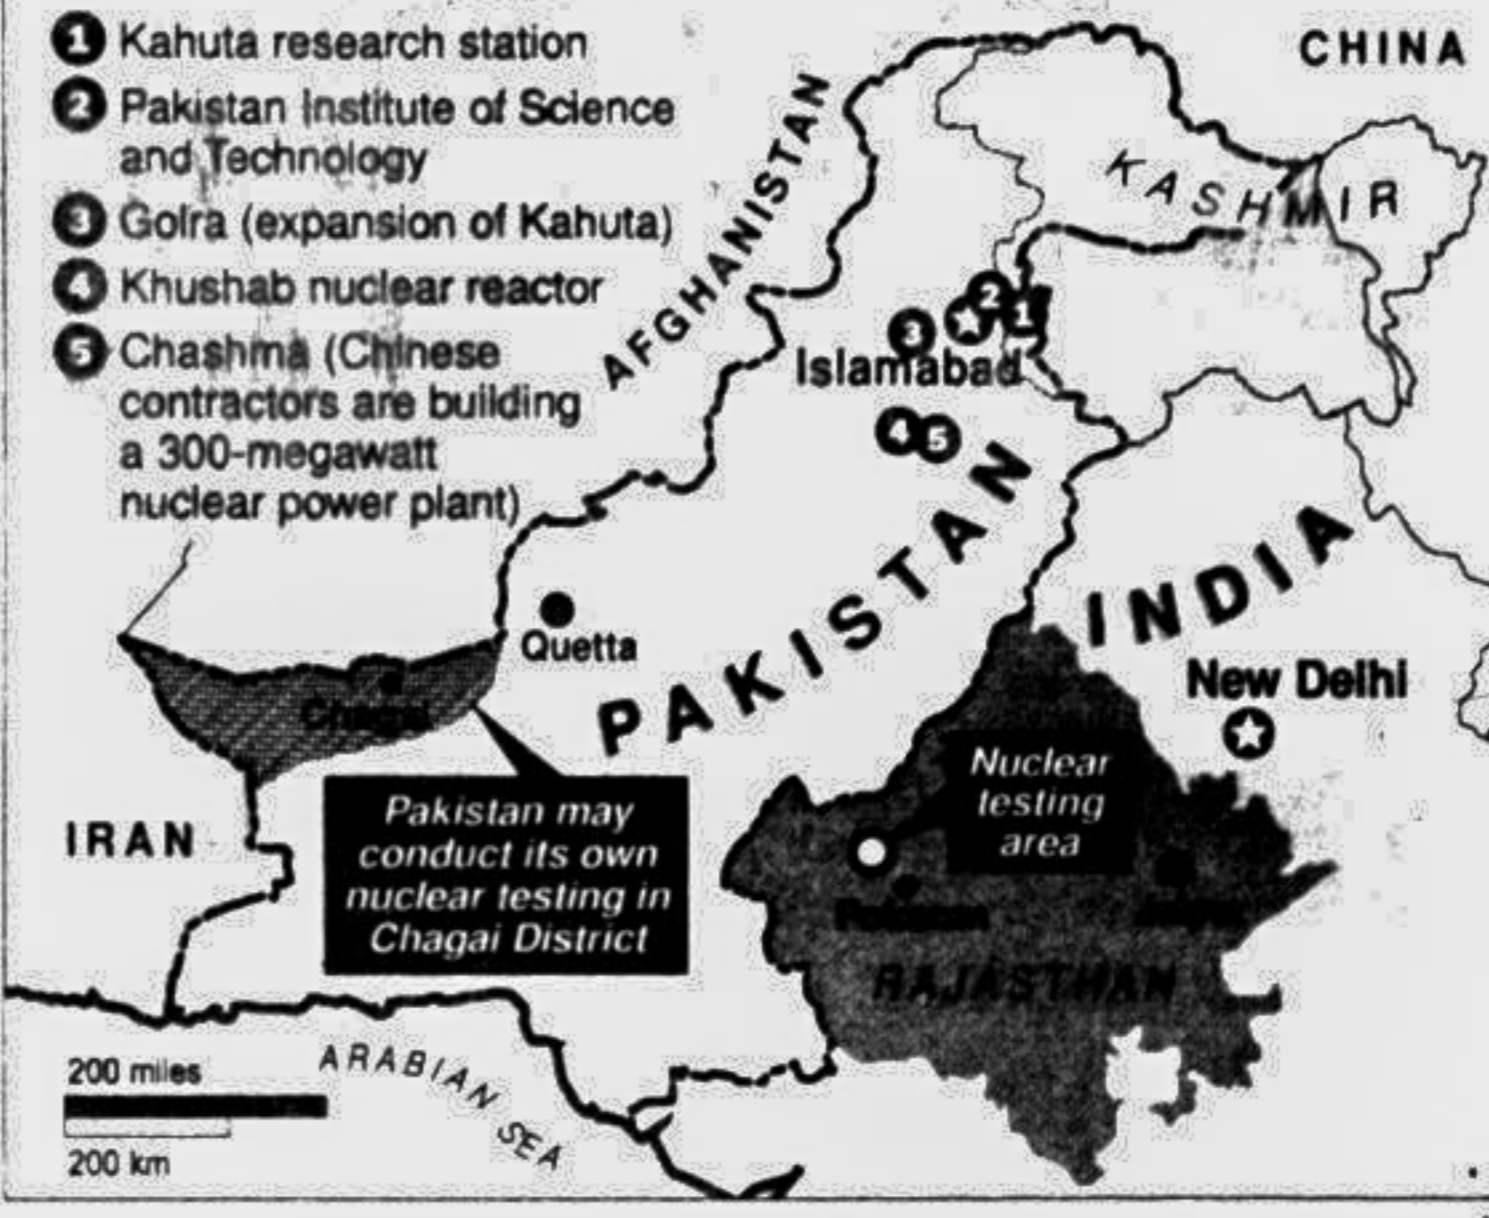 1 Kahuta research station
2 Pakistan Institute of Science
and Technology
3 Golra (expansion of Kahuta)
4 Khushab nuclear reactor
5 Chashma (Chinese
contractors are building
a 300-megawatt
nuclear power plant)
CHINA
AFGHANISTAN
KASHMIR
2
1
3
Islamabad
4 5
PAKISTAN
INDIA
Quetta
New Delhi
Chagai
Nuclear
testing
area
IRAN
Pakistan may
conduct its own
nuclear testing in
Chagai District
RAJASTHAN
200 miles
200 km
ARABIAN SEA